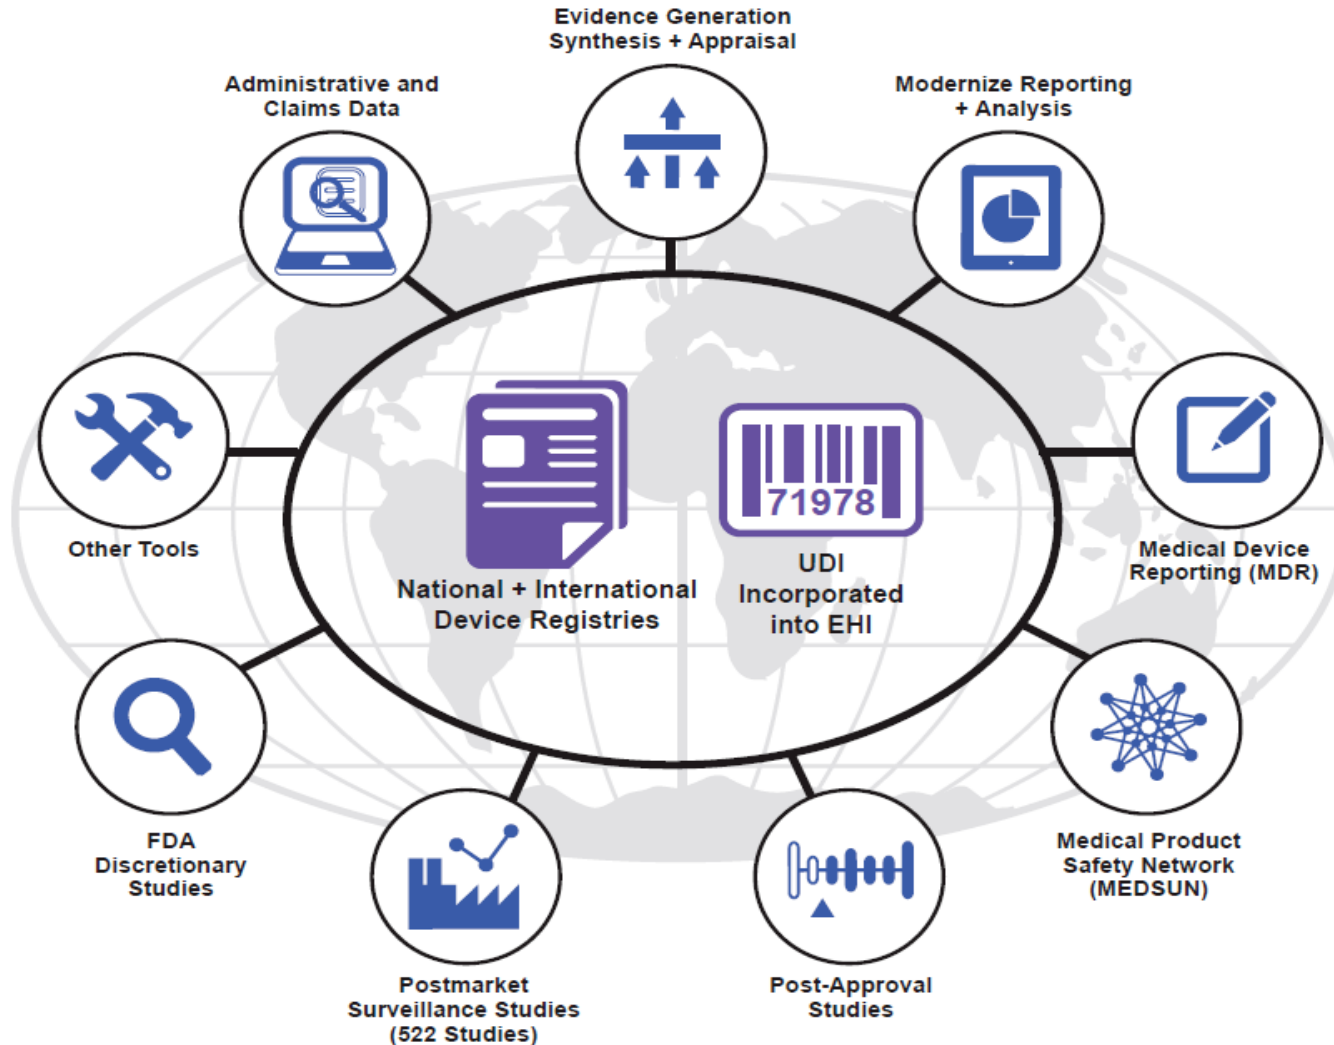 Evidence Generation
Synthesis + Appraisal
Administrative and
Claims Data
Modernize Reporting
+ Analysis
71978
National + International
Device Registries
UDI
Incorporated
into EHI
Other Tools
Medical Device
Reporting (MDR)
FDA
Discretionary
Studies
Medical Product
Safety Network
(MEDSUN)
Postmarket
Surveillance Studies
(522 Studies)
Post-Approval
Studies